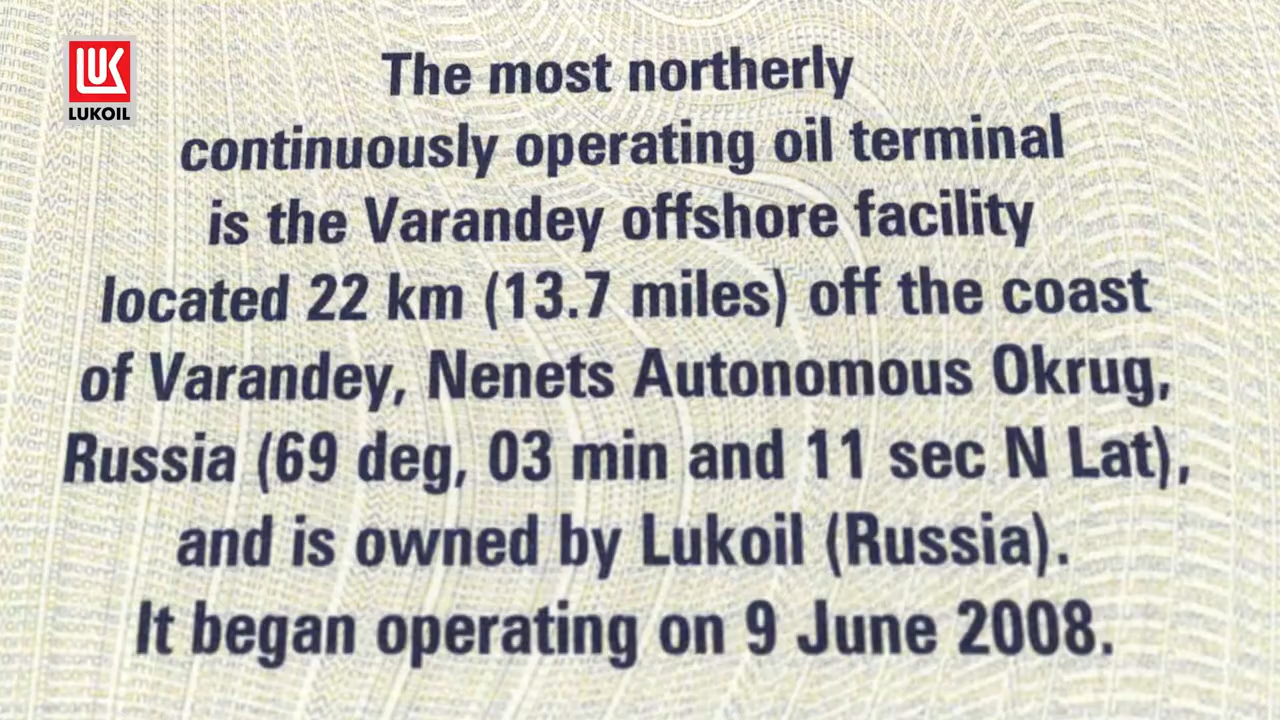 LUK
LUKOIL
The most northerly
continuously operating oil terminal
is the Varandey offshore facility
located 22 km (13.7 miles) off the coast
of Varandey, Nenets Autonomous Okrug,
Russia (69 deg, 03 min and 11 sec N Lat),
and is owned by Lukoil (Russia).
It began operating on 9 June 2008.